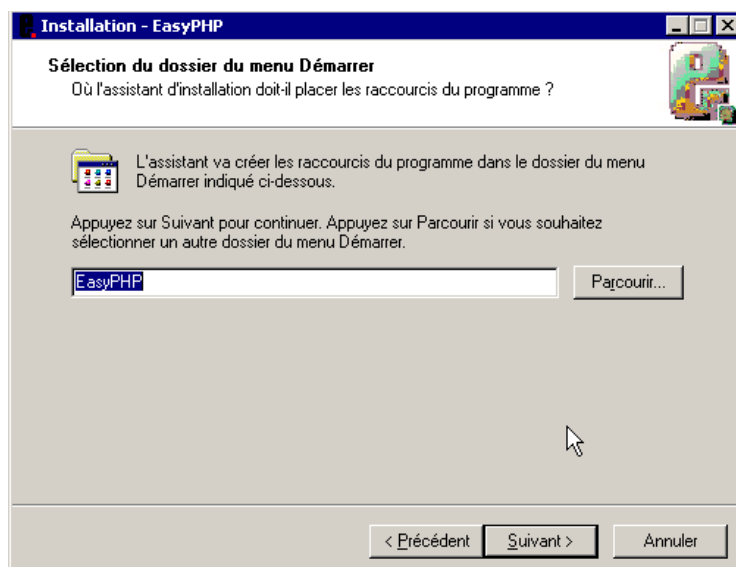 Installation - EasyPHP
Sélection du dossier du menu Démarrer
Où l'assistant d'installation doit-il placer les raccourcis du programme ?
L'assistant va créer les raccourcis du programme dans le dossier du menu
Démarrer indiqué ci-dessous.
Appuyez sur Suivant pour continuer. Appuyez sur Parcourir si vous souhaitez
sélectionner un autre dossier du menu Démarrer.
EasyPHP
Parcourir...
< Précédent
Suivant >
Annuler